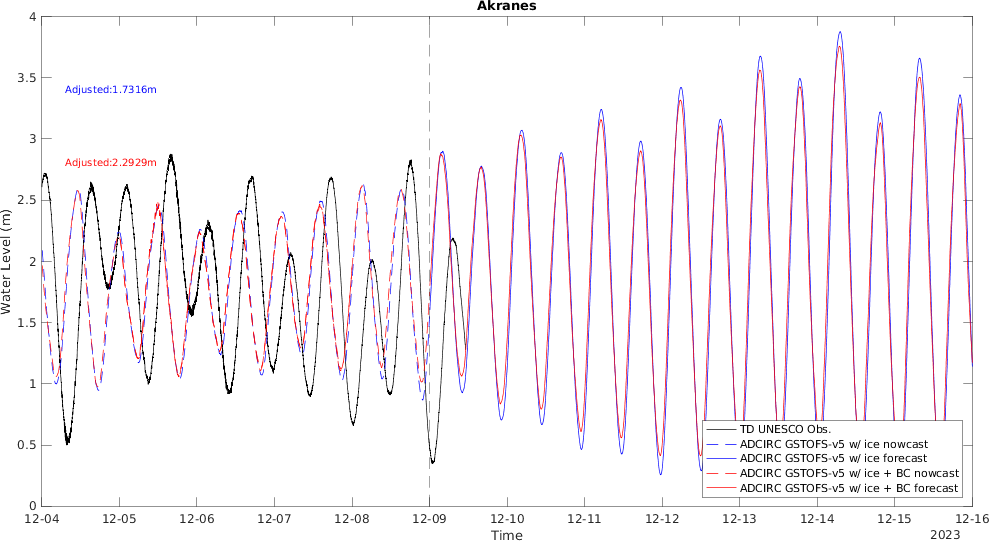 Akranes
Adjusted:1.7316m
Adjusted:2.2929m
Water Level (m)
4
3.5
3
2.5
2
1.5
1
0.5
0
12-04 12-05 12-06 12-07 12-08 12-09 12-10 12-11 12-12 12-13 12-14 12-15 12-16
Time
2023
TD UNESCO Obs.
ADCIRC GSTOFS-v5 w/ ice nowcast
ADCIRC GSTOFS-v5 w/ ice forecast
ADCIRC GSTOFS-v5 w/ ice + BC nowcast
ADCIRC GSTOFS-v5 w/ ice + BC forecast